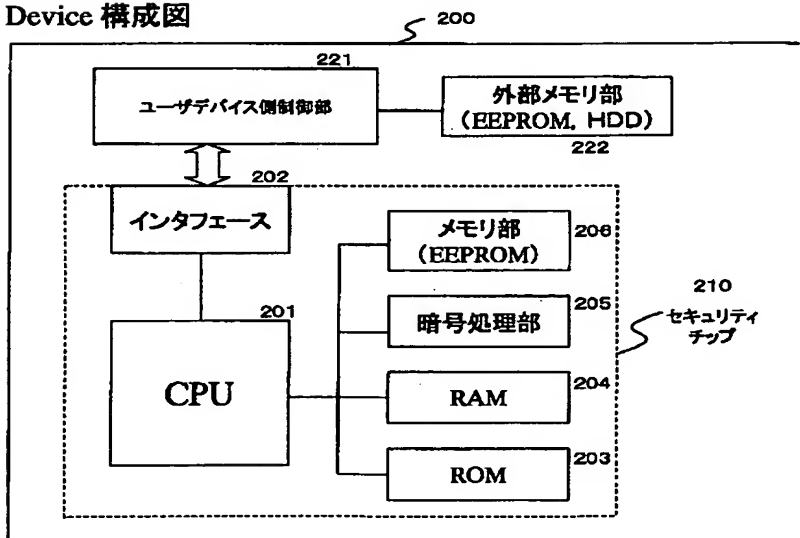 Device 構成図
200
221
ユーザデバイス側制御部
外部メモリ部
(EEPROM, HDD)
222
202
インタフェース
メモリ部
(EEPROM)
206
201
CPU
暗号処理部
205
210
セキュリティ
チップ
RAM
204
ROM
203